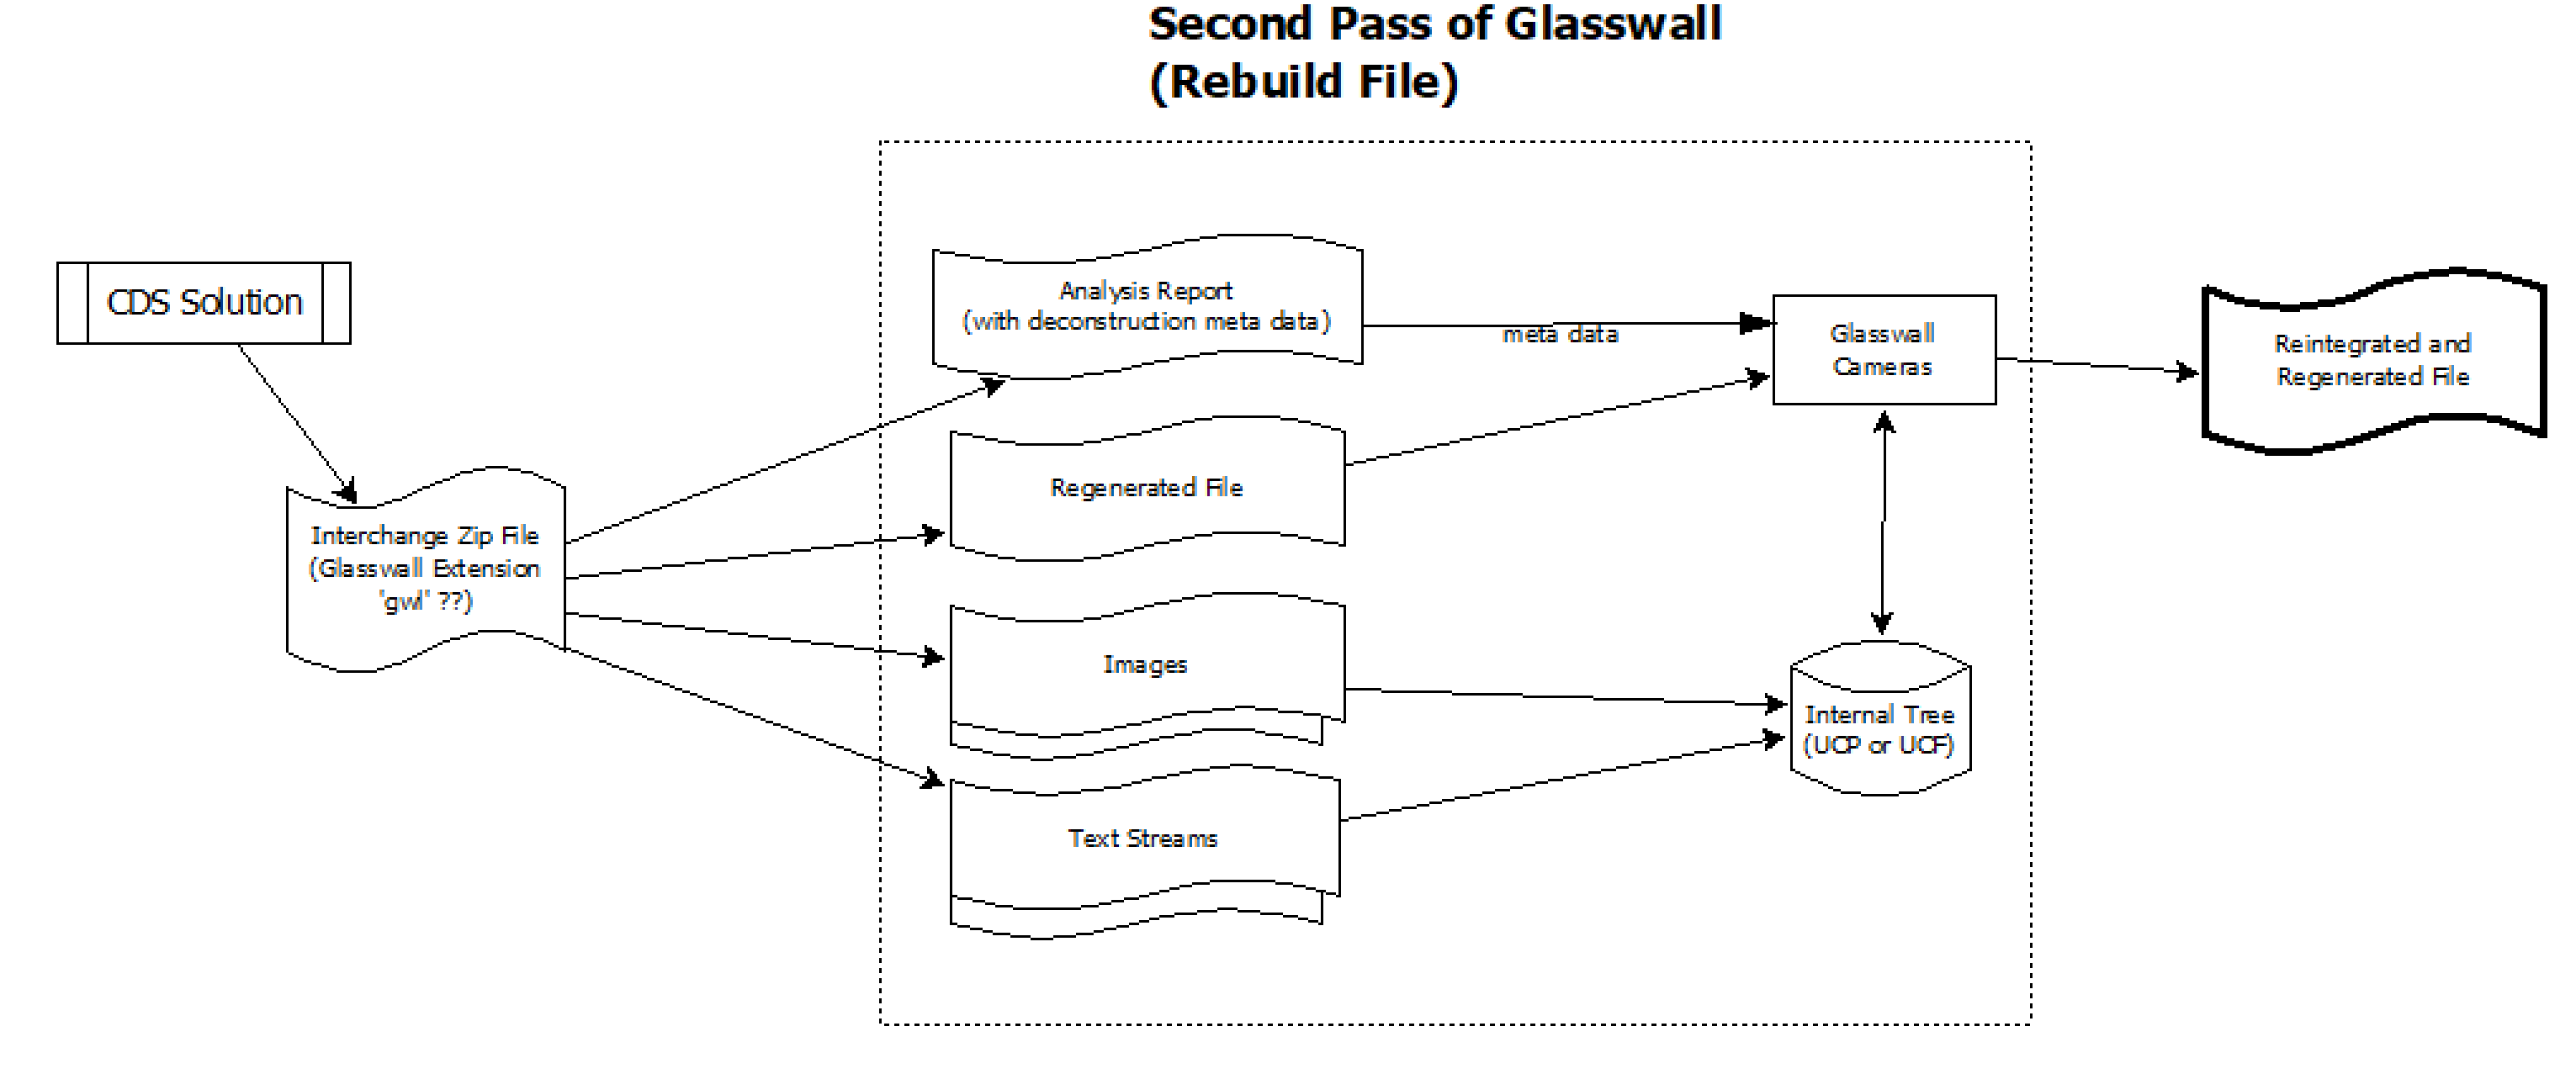 Second Pass of Glasswall
(Rebuild File)
CDS Solution
Interchange Zip File
(Glasswall Extension
'gwl' ??)
Analysis Report
(with deconstruction meta data)
meta data
Regenerated File
Images
Text Streams
Glasswall
Cameras
Internal Tree
(UCP or UCF)
Reintegrated and
Regenerated File